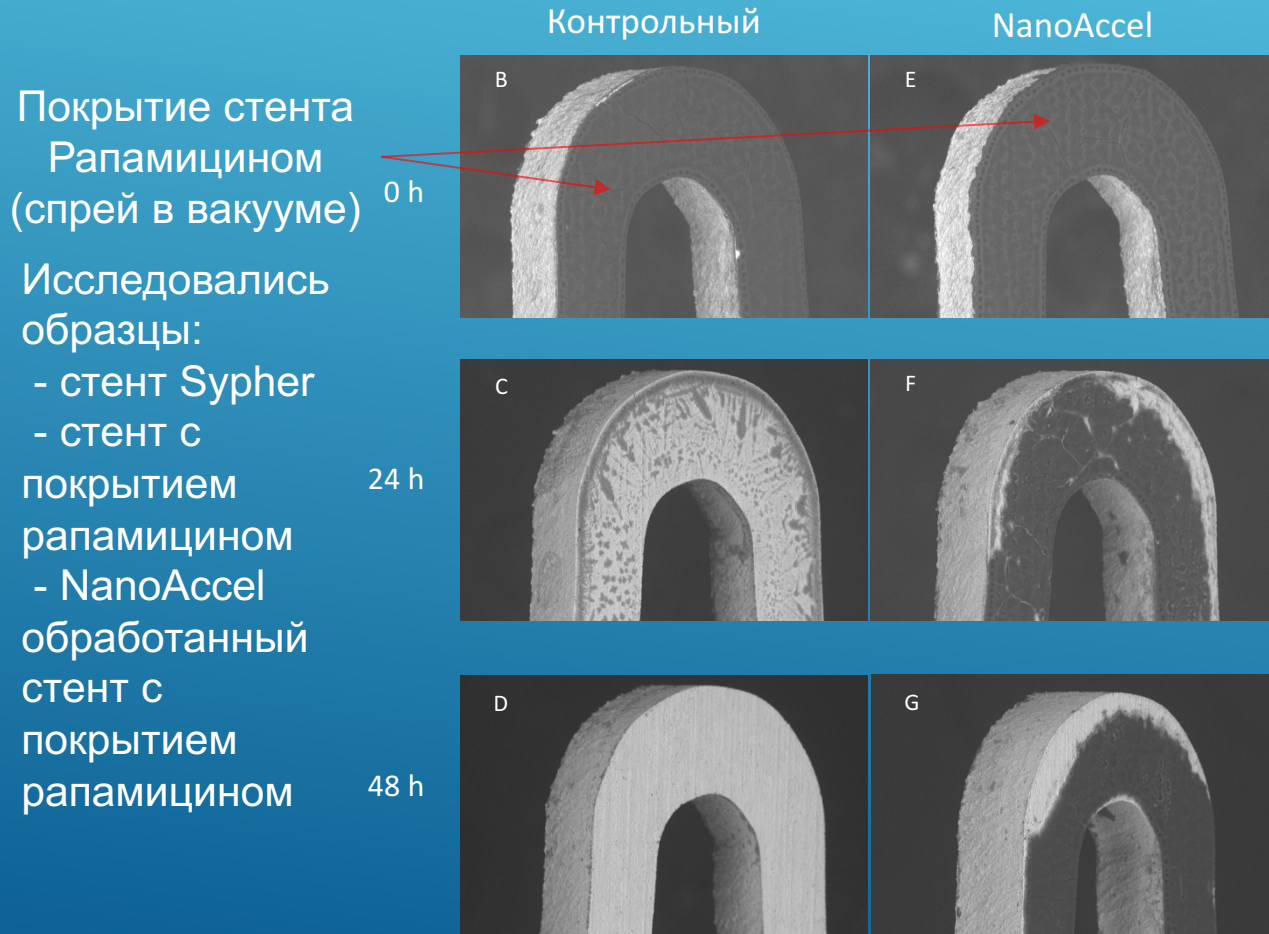 Контрольный
NanoAccel
Покрытие стента
Рапамицином
(спрей в вакууме)
0 h
B
E
Исследовались
образцы:
- стент Sypher
- стент с
покрытием
рапамицином
- NanoAccel
обработанный
стент с
покрытием
рапамицином
24 h
C
F
48 h
D
G